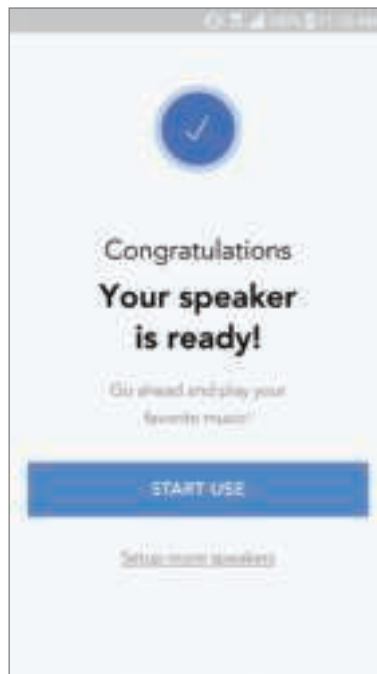 Congratulations
Your speaker
is ready!
Go ahead and play your
favorite music!
START USE
Setup more speakers